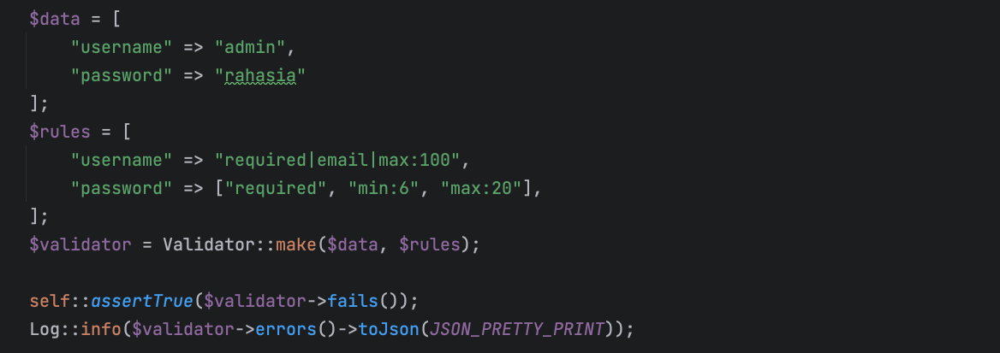 $data = [
    "username" => "admin",
    "password" => "rahasia"
];
$rules = [
    "username" => "required|email|max:100",
    "password" => ["required", "min:6", "max:20"],
];
$validator = Validator::make($data, $rules);

self::assertTrue($validator->fails());
Log::info($validator->errors()->toJson(JSON_PRETTY_PRINT));